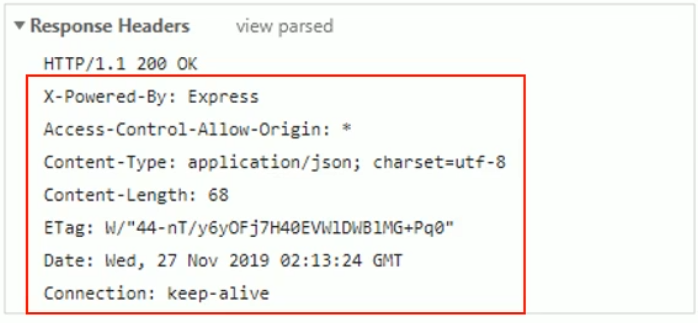 Response Headers view parsed
HTTP/1.1 200 OK
X-Powered-By: Express
Access-Control-Allow-Origin: *
Content-Type: application/json; charset=utf-8
Content-Length: 68
ETag: W/"44-nT/y6yOFj7H40EVWlDWBlMG+Pq0"
Date: Wed, 27 Nov 2019 02:13:24 GMT
Connection: keep-alive